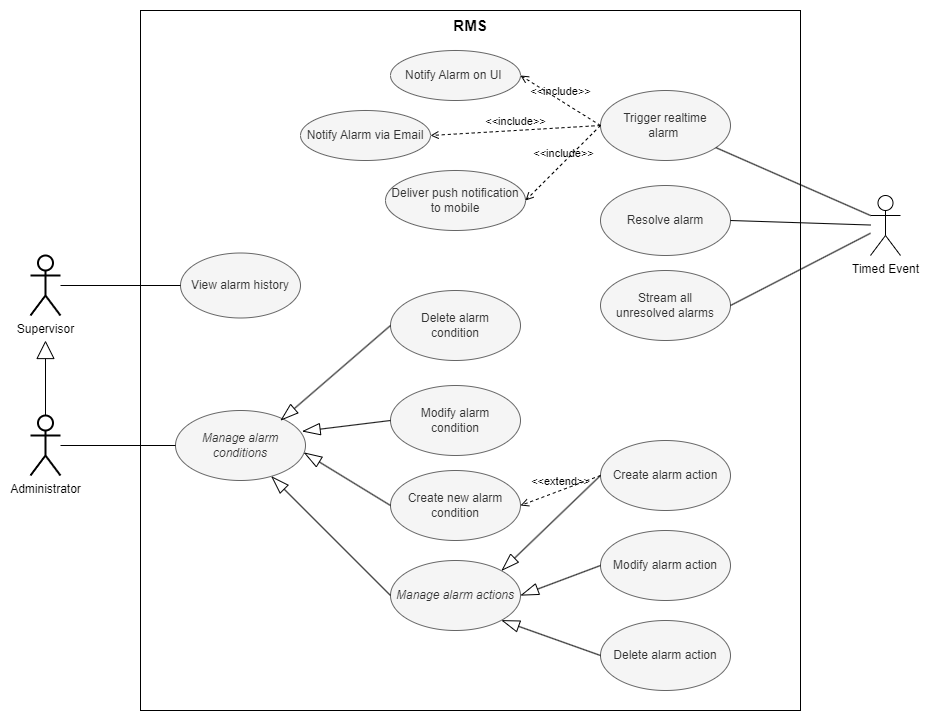 RMS
Notify Alarm on UI
<<include>>
Trigger realtime
alarm
<<include>>
Notify Alarm via Email
<<include>>
Deliver push notification
to mobile
Resolve alarm
Timed Event
View alarm history
Stream all
unresolved alarms
Supervisor
Delete alarm
condition
Modify alarm
condition
Manage alarm
conditions
Administrator
Create alarm action
<<extend>>
Create new alarm
condition
Modify alarm action
Manage alarm actions
Delete alarm action